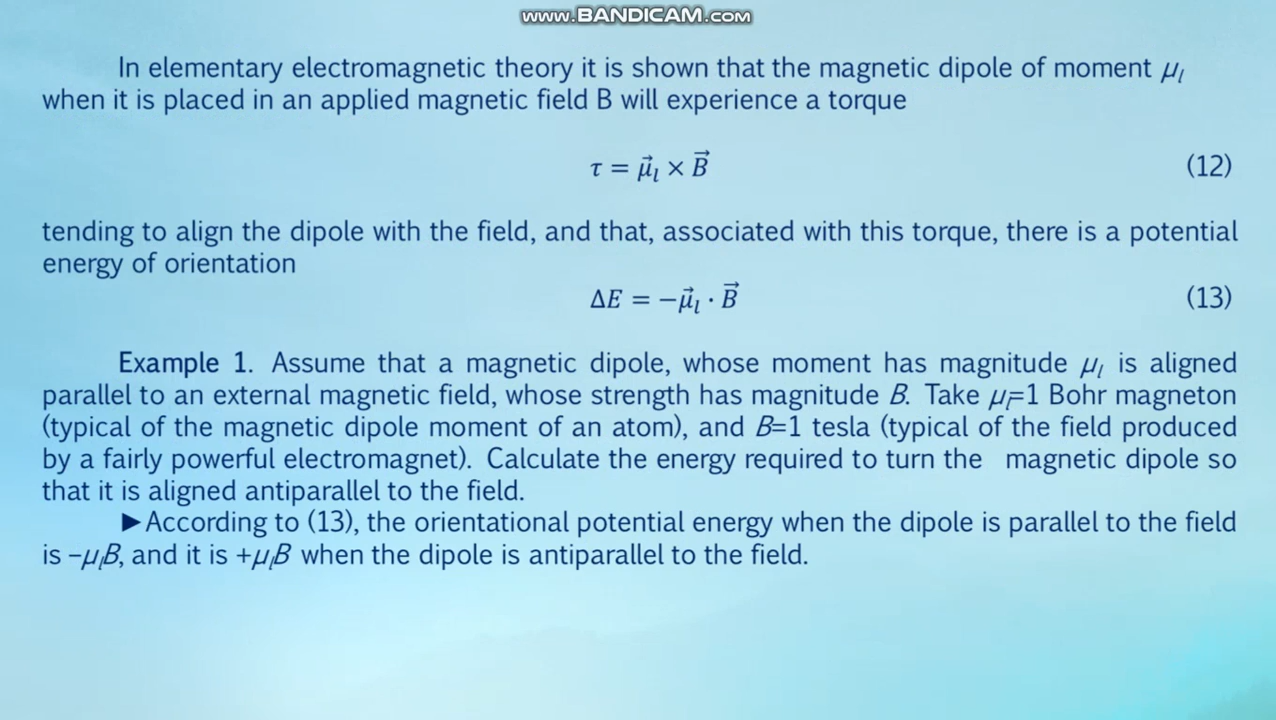 www.BANDICAM.com
In elementary electromagnetic theory it is shown that the magnetic dipole of moment μl
when it is placed in an applied magnetic field B will experience a torque
τ = μ⃗l × B⃗ (12)
tending to align the dipole with the field, and that, associated with this torque, there is a potential
energy of orientation
ΔE = −μ⃗l · B⃗ (13)
Example 1. Assume that a magnetic dipole, whose moment has magnitude μl is aligned
parallel to an external magnetic field, whose strength has magnitude B. Take μl=1 Bohr magneton
(typical of the magnetic dipole moment of an atom), and B=1 tesla (typical of the field produced
by a fairly powerful electromagnet). Calculate the energy required to turn the magnetic dipole so
that it is aligned antiparallel to the field.
►According to (13), the orientational potential energy when the dipole is parallel to the field
is −μlB, and it is +μlB when the dipole is antiparallel to the field.